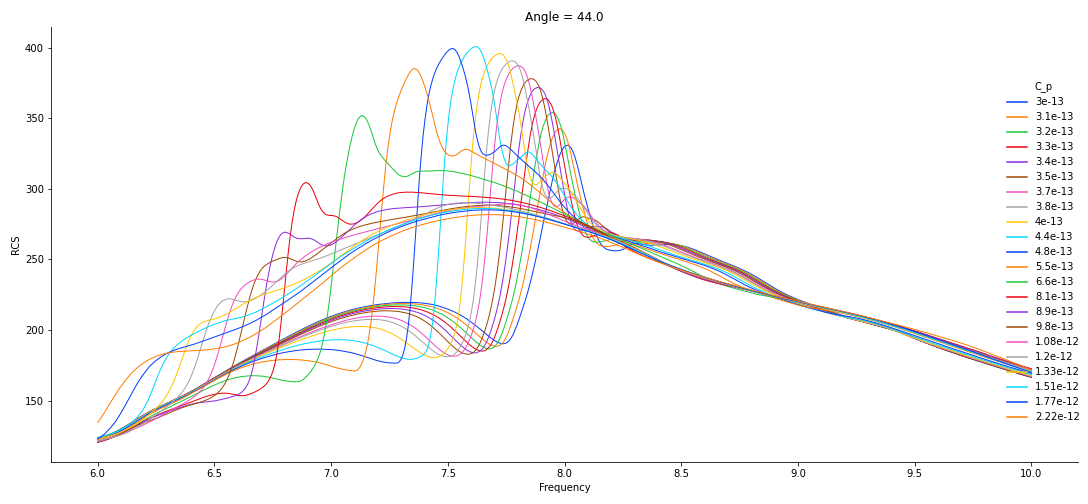 Angle = 44.0
400
350
300
250
200
150
RCS
6.0
6.5
7.0
7.5
8.0
8.5
9.0
9.5
10.0
Frequency
C_p
3e-13
3.1e-13
3.2e-13
3.3e-13
3.4e-13
3.5e-13
3.7e-13
3.8e-13
4e-13
4.4e-13
4.8e-13
5.5e-13
6.6e-13
8.1e-13
8.9e-13
9.8e-13
1.08e-12
1.2e-12
1.33e-12
1.51e-12
1.77e-12
2.22e-12